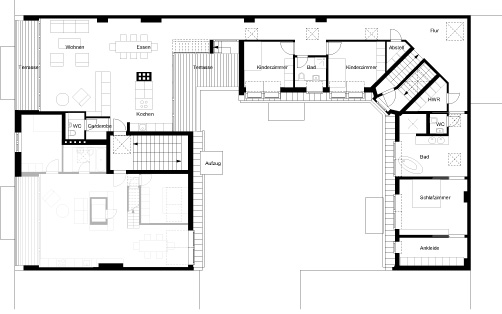 Flur
Wohnen
Essen
Abstell
Terrasse
Terrasse
Kinderzimmer
Bad
Kinderzimmer
HWR
Kochen
WC
Garderobe
WC
Aufzug
Bad
Schlafzimmer
Ankleide